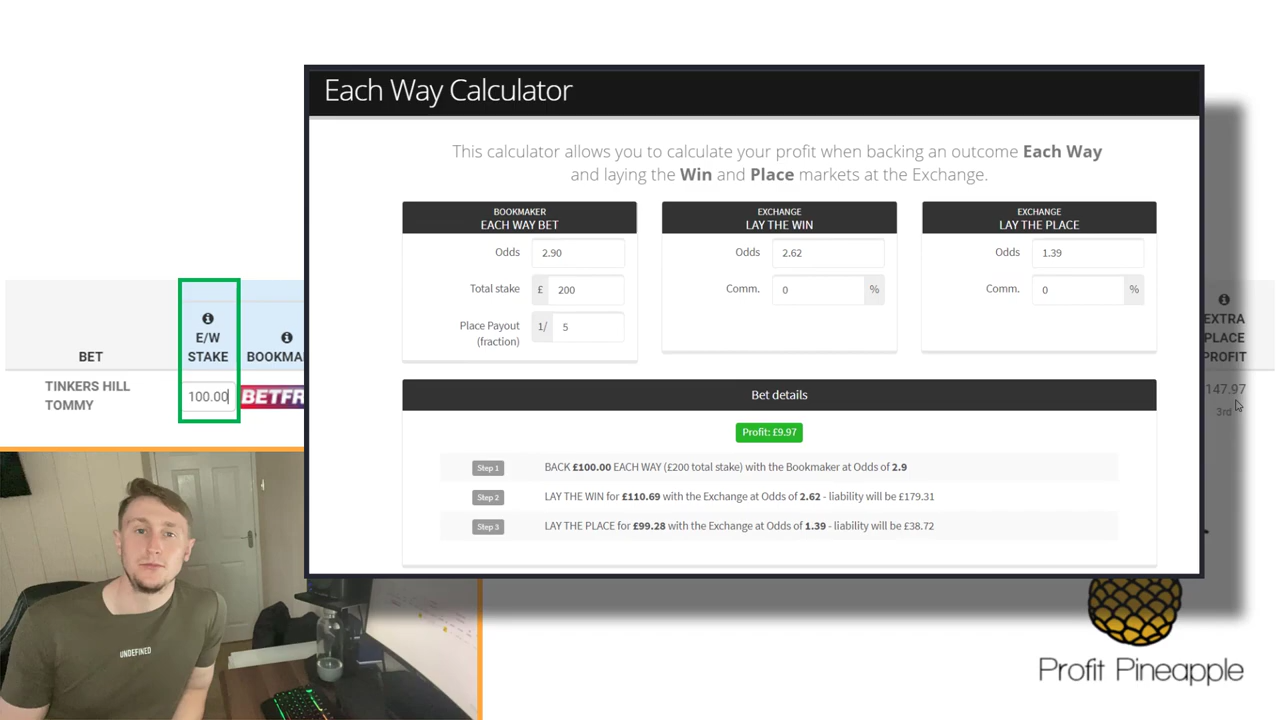 Each Way Calculator
This calculator allows you to calculate your profit when backing an outcome Each Way
and laying the Win and Place markets at the Exchange.
BOOKMAKER
EACH WAY BET
Odds 2.90
Total stake £ 200
Place Payout 1/ 5
(fraction)
EXCHANGE
LAY THE WIN
Odds 2.62
Comm. 0 %
EXCHANGE
LAY THE PLACE
Odds 1.39
Comm. 0 %
Bet details
Profit: £9.97
Step 1 BACK £100.00 EACH WAY (£200 total stake) with the Bookmaker at Odds of 2.9
Step 2 LAY THE WIN for £110.69 with the Exchange at Odds of 2.62 - liability will be £179.31
Step 3 LAY THE PLACE for £99.28 with the Exchange at Odds of 1.39 - liability will be £38.72
BET
E/W
STAKE
BOOKMA
TINKERS HILL
TOMMY
100.00
BETFR
EXTRA
PLACE
PROFIT
147.97
3rd
UNDEFINED
Profit Pineapple